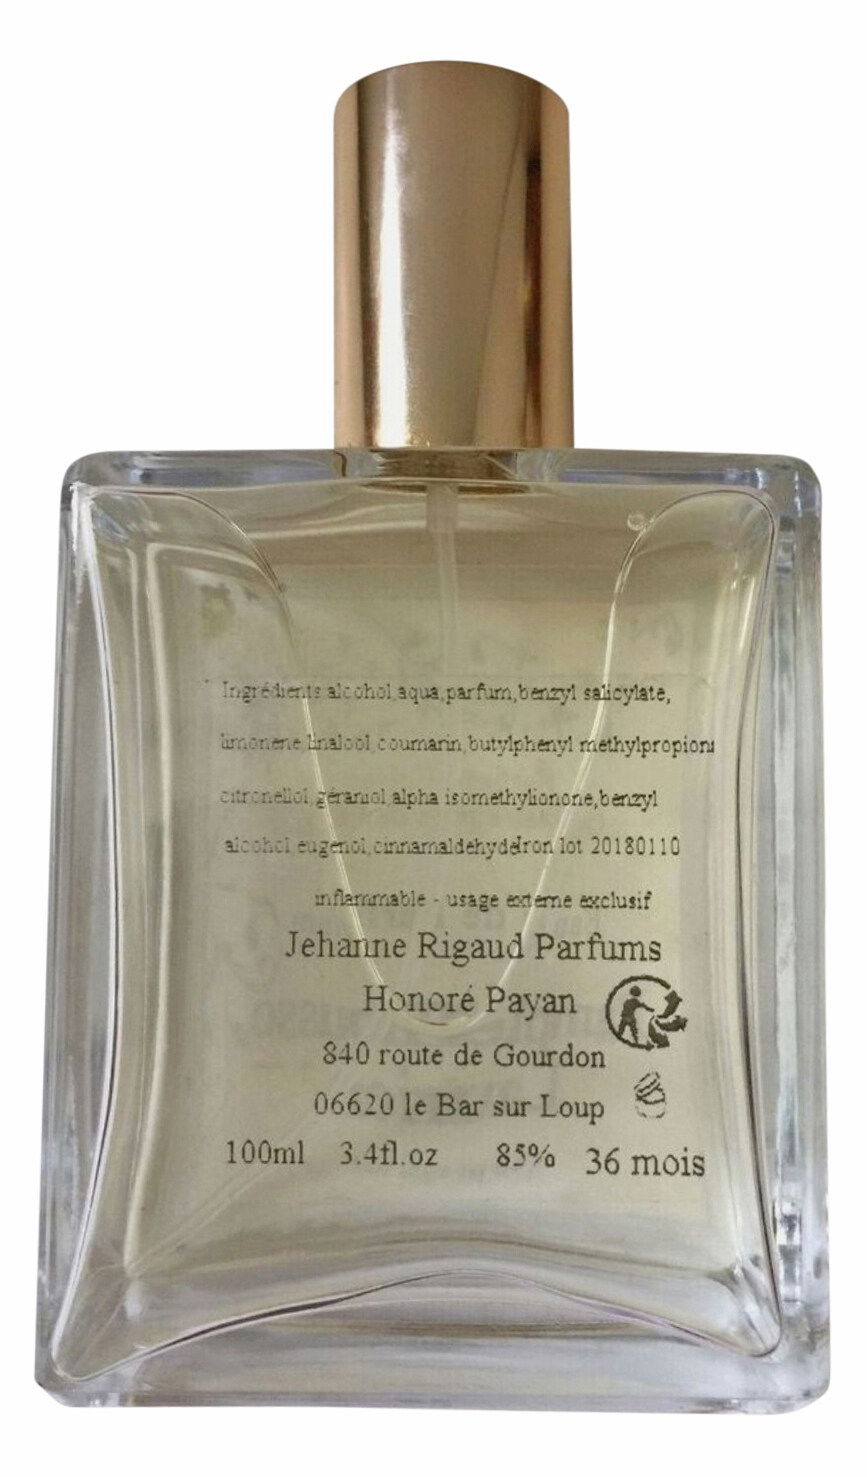 Ingrédients alcohol,aqua,parfum,benzyl salicylate,
limonene linalool,coumarin,butylphenyl methylpropiona
citronellol,géraniol,alpha isomethylionone,benzyl
alcohol eugenol,cinnamaldehyde lot 20180110
inflammable - usage externe exclusif
Jehanne Rigaud Parfums
Honoré Payan
840 route de Gourdon
06620 le Bar sur Loup
100ml 3.4fl.oz 85% 36 mois